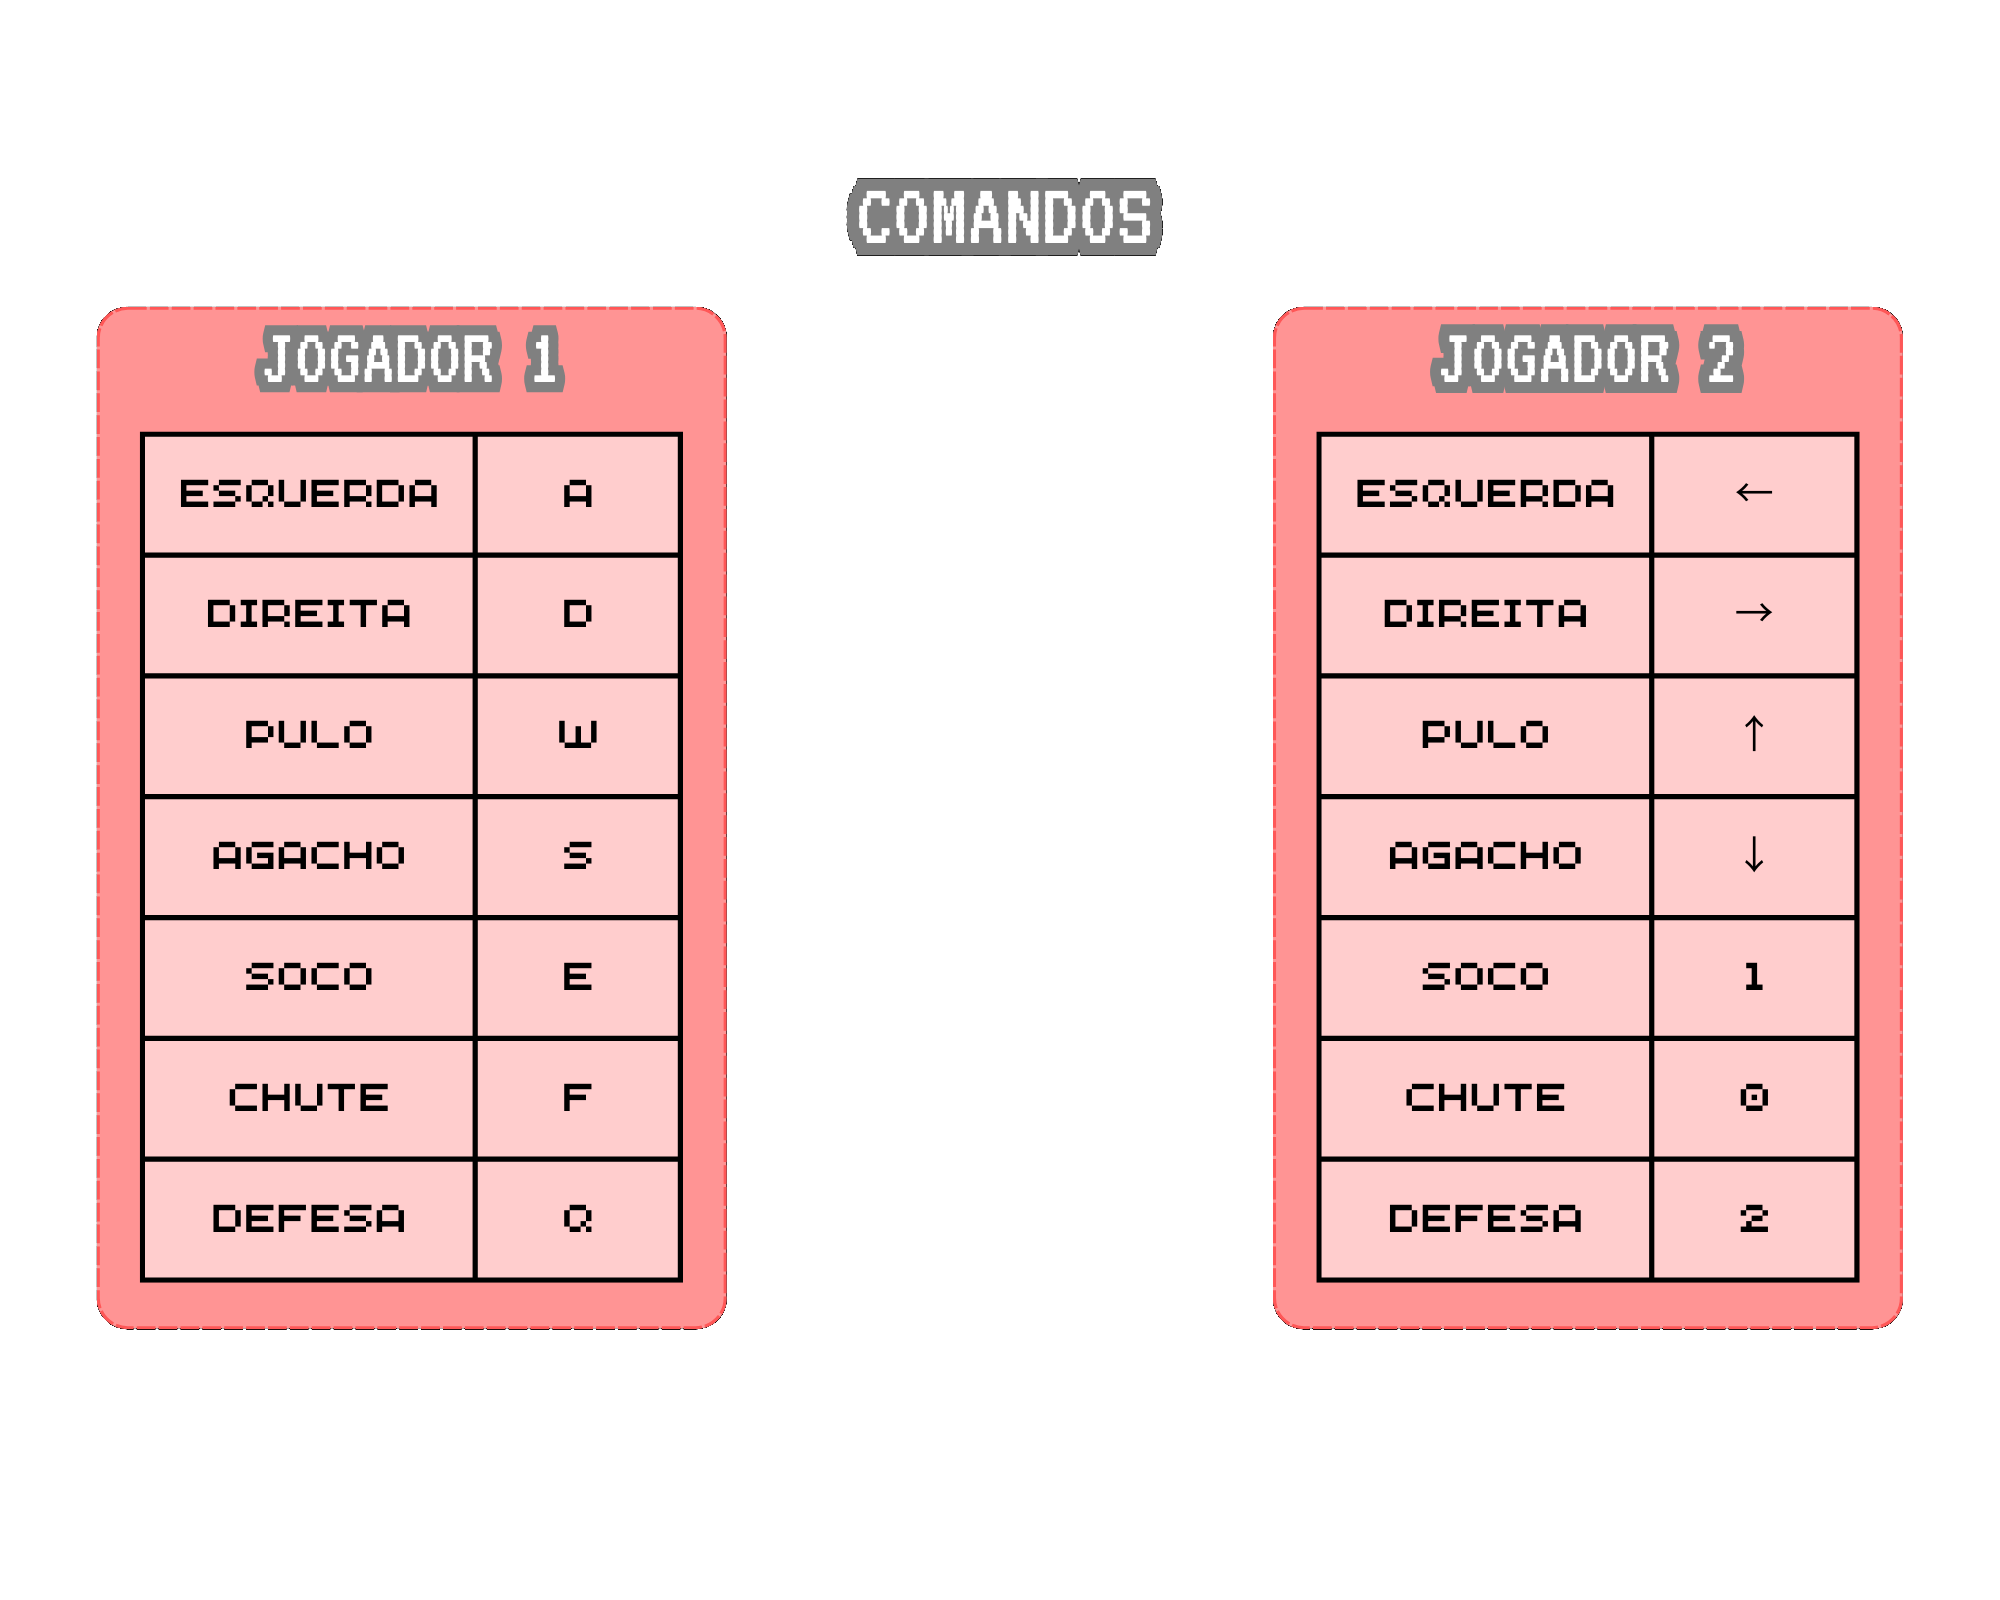 COMANDOS
JOGADOR 1
ESQUERDA A
DIREITA D
PULO W
AGACHO S
SOCO E
CHUTE F
DEFESA Q
JOGADOR 2
ESQUERDA ←
DIREITA →
PULO ↑
AGACHO ↓
SOCO 1
CHUTE 0
DEFESA 2